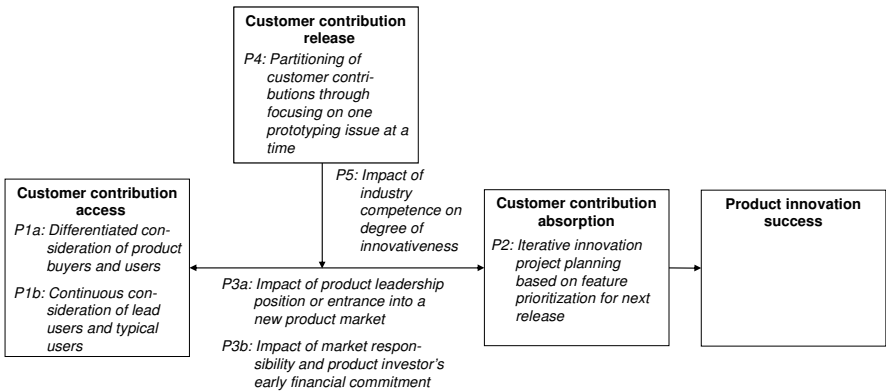 Customer contribution
release
P4: Partitioning of
customer contri-
butions through
focusing on one
prototyping issue at a
time
P5: Impact of
industry
competence on
degree of
innovativeness
Customer contribution
access
P1a: Differentiated con-
sideration of product
buyers and users
P1b: Continuous con-
sideration of lead
users and typical
users
P3a: Impact of product leadership
position or entrance into a
new product market
P3b: Impact of market respon-
sibility and product investor's
early financial commitment
Customer contribution
absorption
P2: Iterative innovation
project planning
based on feature
prioritization for next
release
Product innovation
success